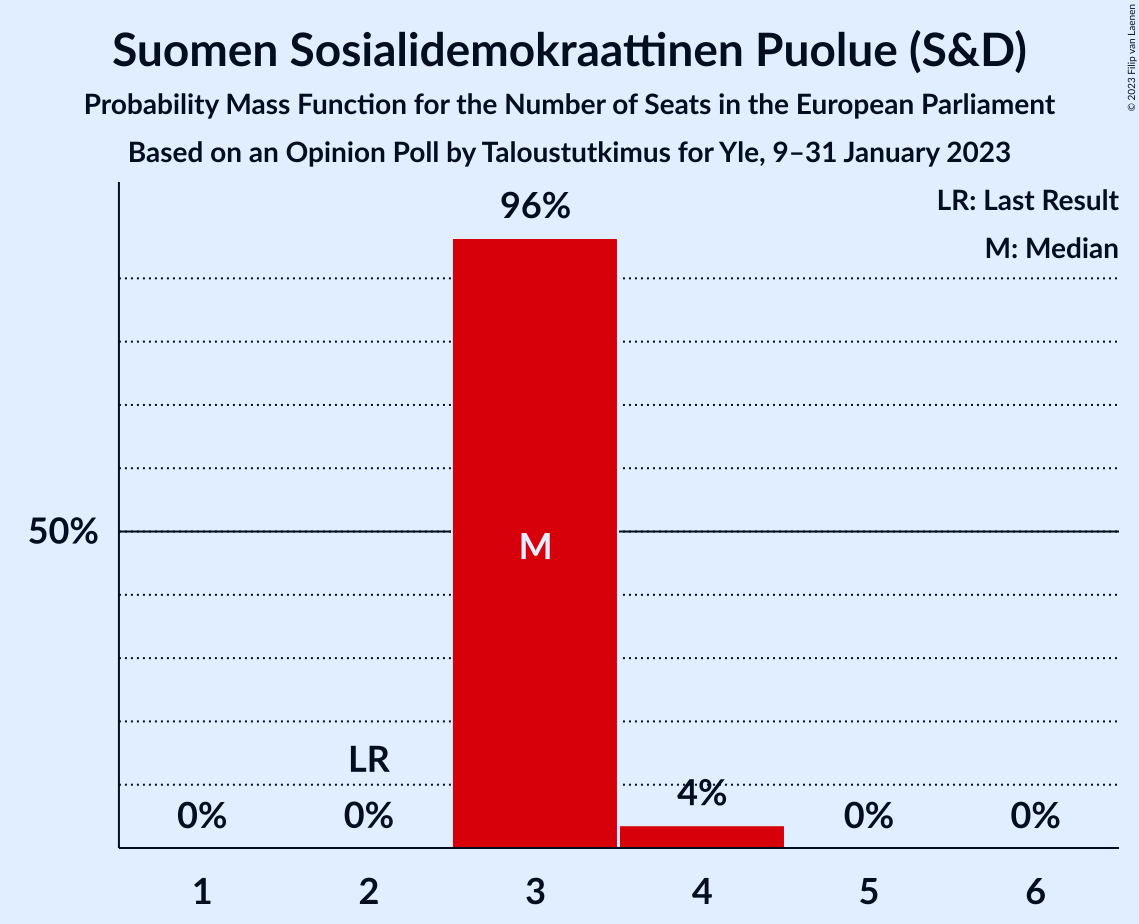 Suomen Sosialidemokraattinen Puolue (S&D)
Probability Mass Function for the Number of Seats in the European Parliament
Based on an Opinion Poll by Taloustutkimus for Yle, 9–31 January 2023
© 2023 Filip van Laenen
LR: Last Result
M: Median
96%
50%
M
LR
0% 0% 4% 0% 0%
1 2 3 4 5 6